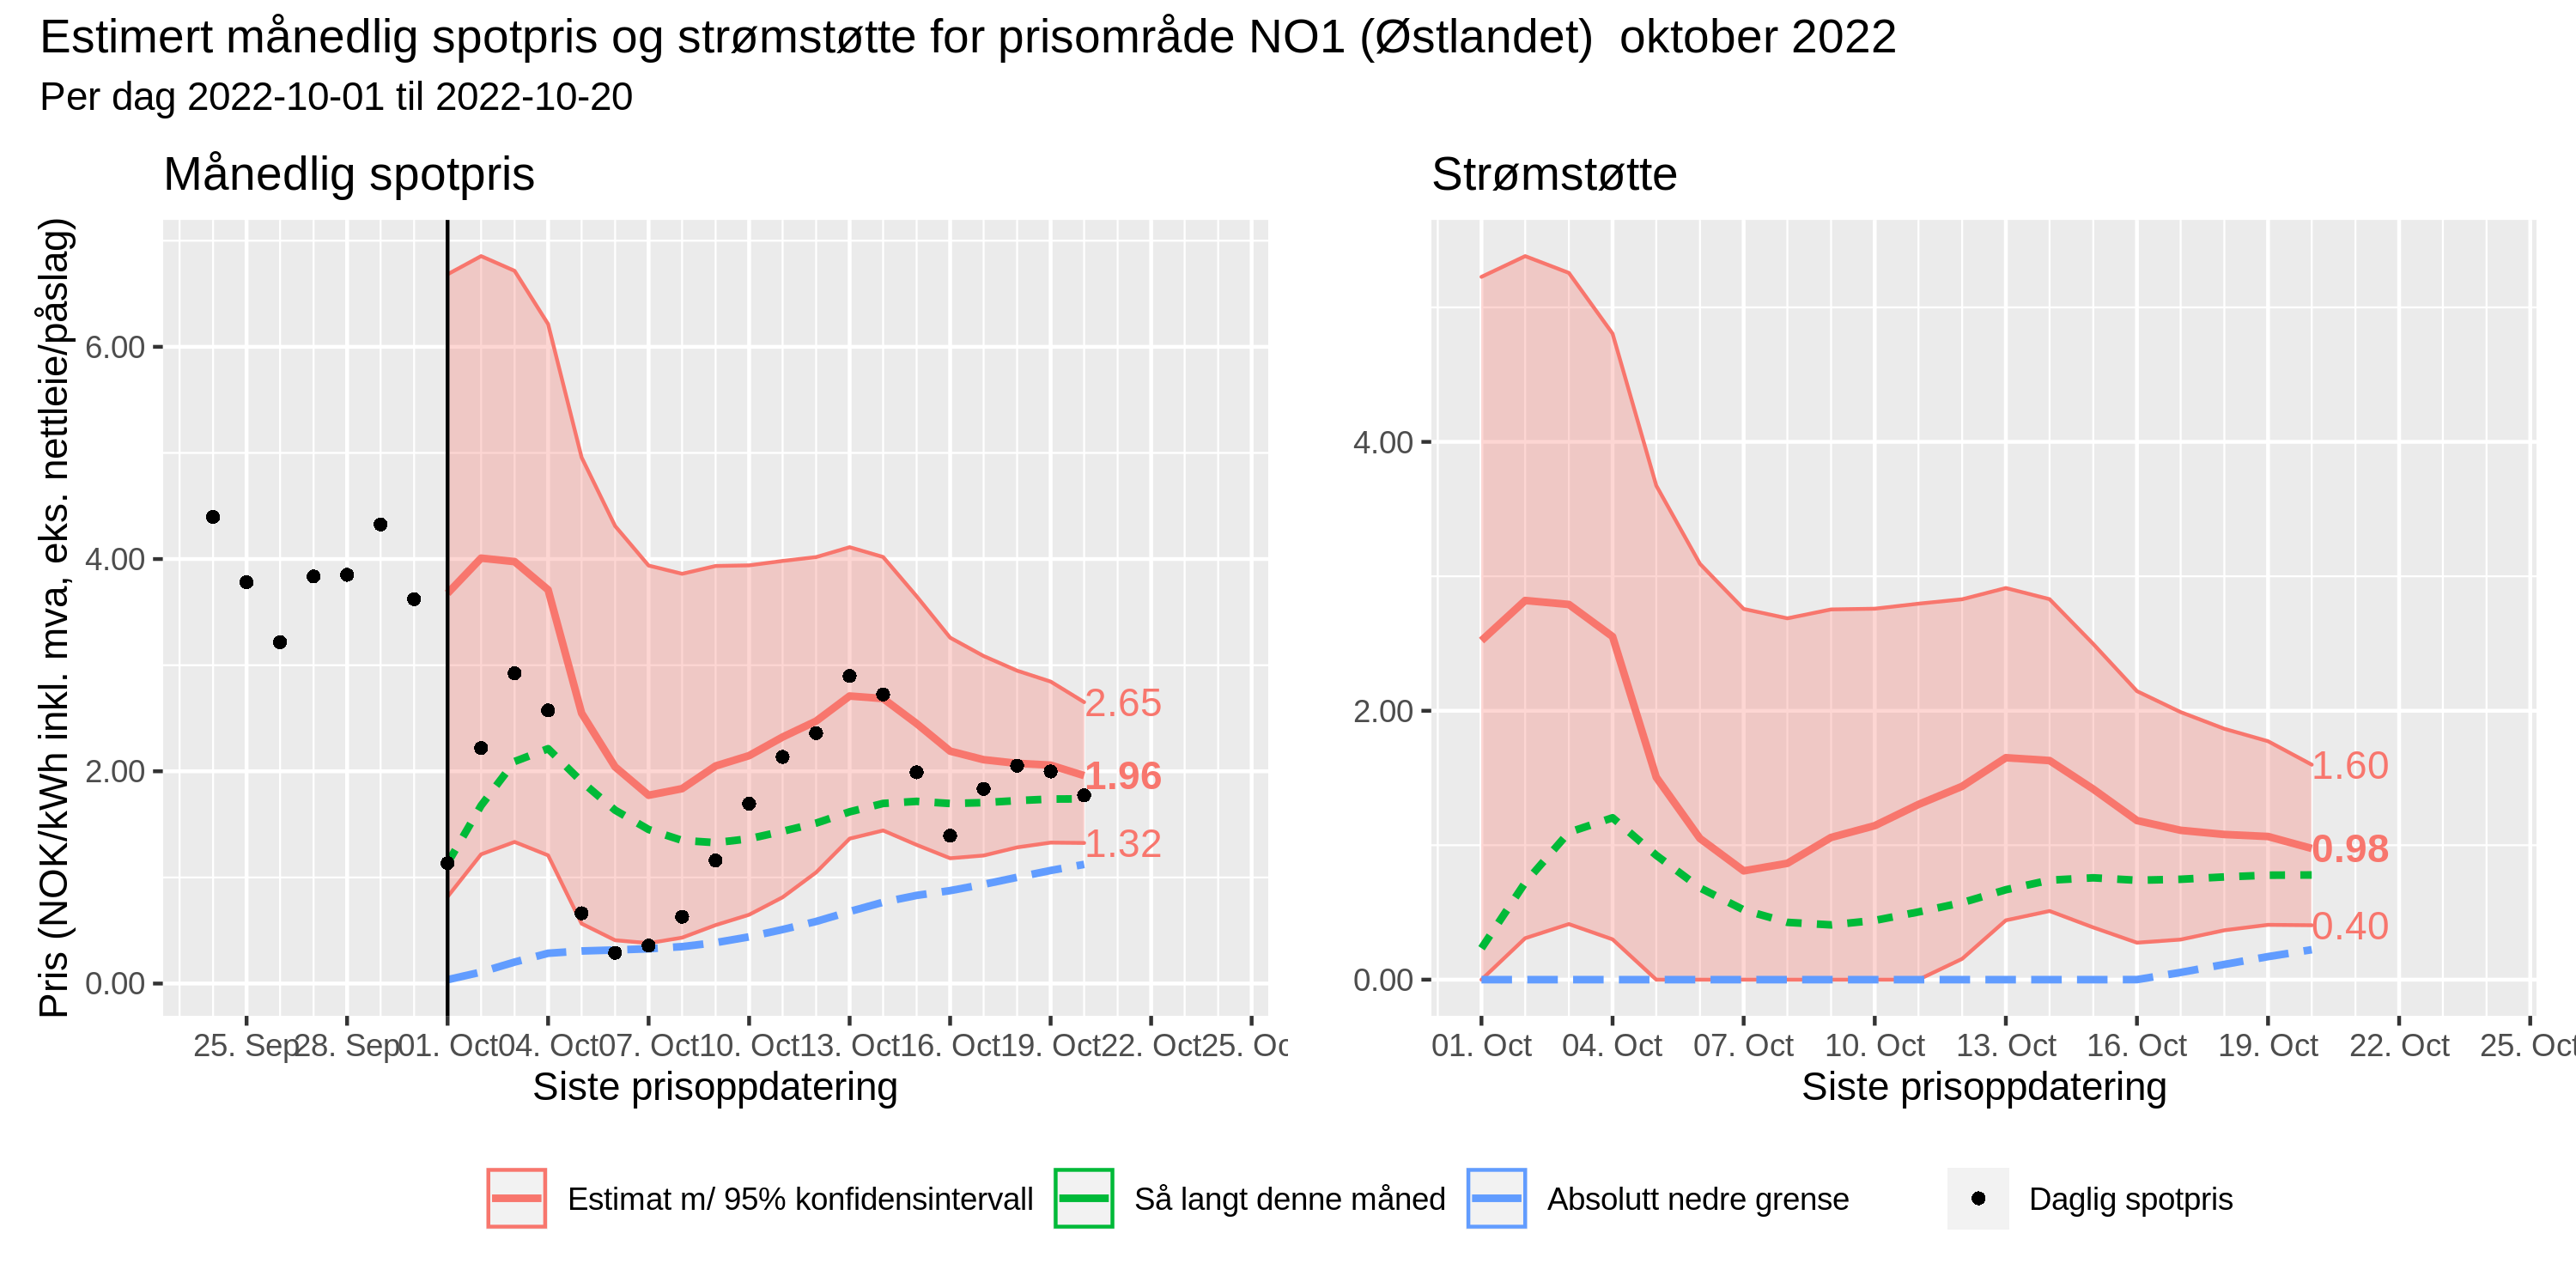 Estimert månedlig spotpris og strømstøtte for prisområde NO1 (Østlandet)  oktober 2022
Per dag 2022-10-01 til 2022-10-20
Månedlig spotpris
Pris (NOK/kWh inkl. mva, eks. nettleie/påslag)
6.00
4.00
2.00
0.00
2.65
1.96
1.32
25. Sep 28. Sep 01. Oct 04. Oct 07. Oct 10. Oct 13. Oct 16. Oct 19. Oct 22. Oct 25. Oc
Siste prisoppdatering
Strømstøtte
4.00
2.00
0.00
1.60
0.98
0.40
01. Oct 04. Oct 07. Oct 10. Oct 13. Oct 16. Oct 19. Oct 22. Oct 25. Oct
Siste prisoppdatering
Estimat m/ 95% konfidensintervall Så langt denne måned Absolutt nedre grense Daglig spotpris